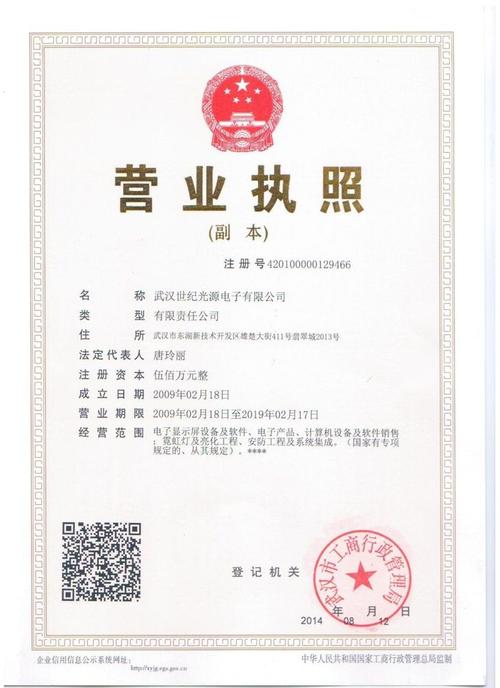 营业执照
(副 本)
注 册 号 420100000129466
名 称 武汉世纪光源电子有限公司
类 型 有限责任公司
住 所 武汉市东湖新技术开发区雄楚大街411号翡翠城2013号
法定代表人 唐玲丽
注 册 资 本 伍佰万元整
成 立 日 期 2009年02月18日
营 业 期 限 2009年02月18日至2019年02月17日
经 营 范 围 电子显示屏设备及软件、电子产品、计算机设备及软件销售
；霓虹灯及亮化工程、安防工程及系统集成。（国家有专项
规定的、从其规定）。****
登 记 机 关
武汉市工商行政管理局
年 月 日
2014 08 12
企业信用信息公示系统网址：
http://xyjg.egs.gov.cn
中华人民共和国国家工商行政管理总局监制